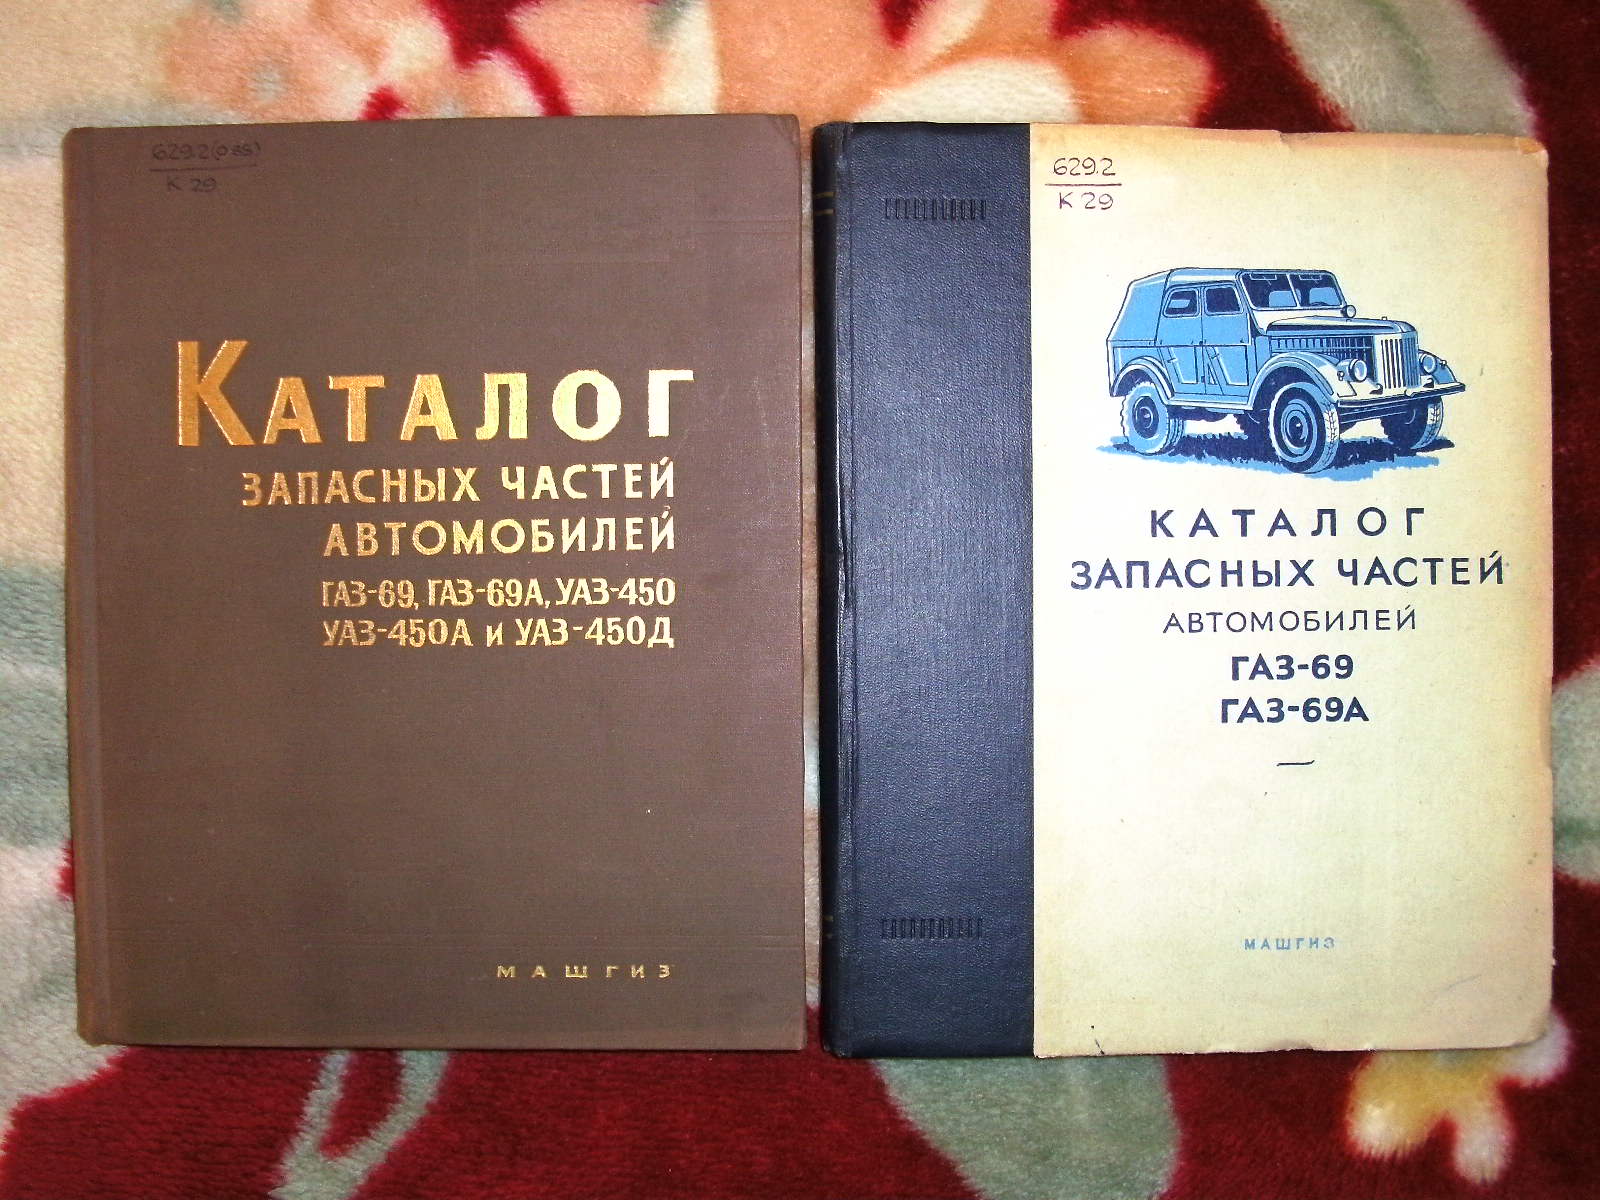 629.2(088)
К 29
КАТАЛОГ
ЗАПАСНЫХ ЧАСТЕЙ
АВТОМОБИЛЕЙ
ГАЗ-69, ГАЗ-69А, УАЗ-450
УАЗ-450А и УАЗ-450Д
МАШГИЗ
629.2
К 29
КАТАЛОГ
ЗАПАСНЫХ ЧАСТЕЙ
АВТОМОБИЛЕЙ
ГАЗ-69
ГАЗ-69А
МАШГИЗ